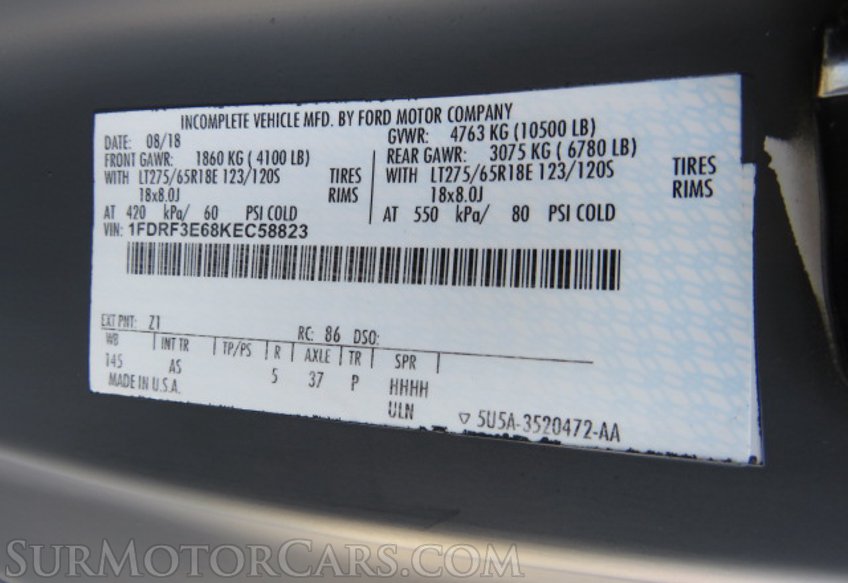 INCOMPLETE VEHICLE MFD. BY FORD MOTOR COMPANY
DATE: 08/18 GVWR: 4763 KG (10500 LB)
FRONT GAWR: 1860 KG ( 4100 LB) REAR GAWR: 3075 KG ( 6780 LB)
WITH LT275/65R18E 123/120S TIRES WITH LT275/65R18E 123/120S TIRES
18x8.0J RIMS 18x8.0J RIMS
AT 420 kPa/ 60 PSI COLD AT 550 kPa/ 80 PSI COLD
VIN: 1FDRF3E68KEC58823
EXT PNT: Z1 RC: 86 DSO:
WB INT TR TP/PS R AXLE TR SPR
145 AS 5 37 P HHHH
MADE IN U.S.A. ULN
▽ 5U5A-3520472-AA
SURMOTORCARS.COM